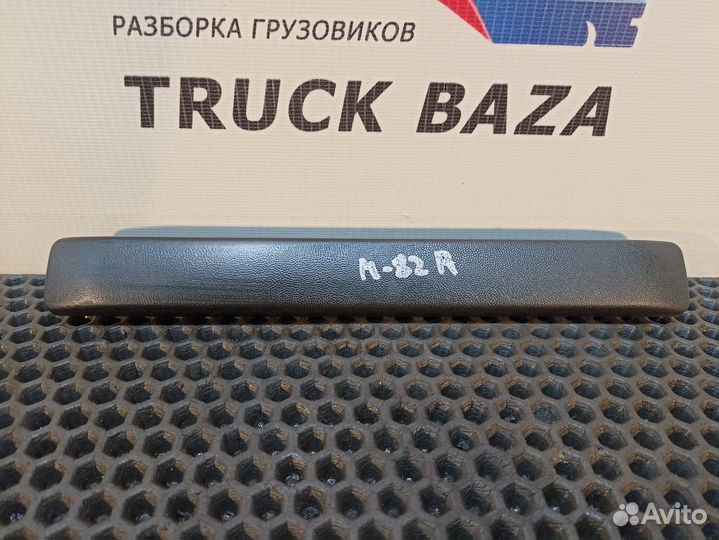 РАЗБОРКА ГРУЗОВИКОВ
TRUCK BAZA
М-82 R
Avito